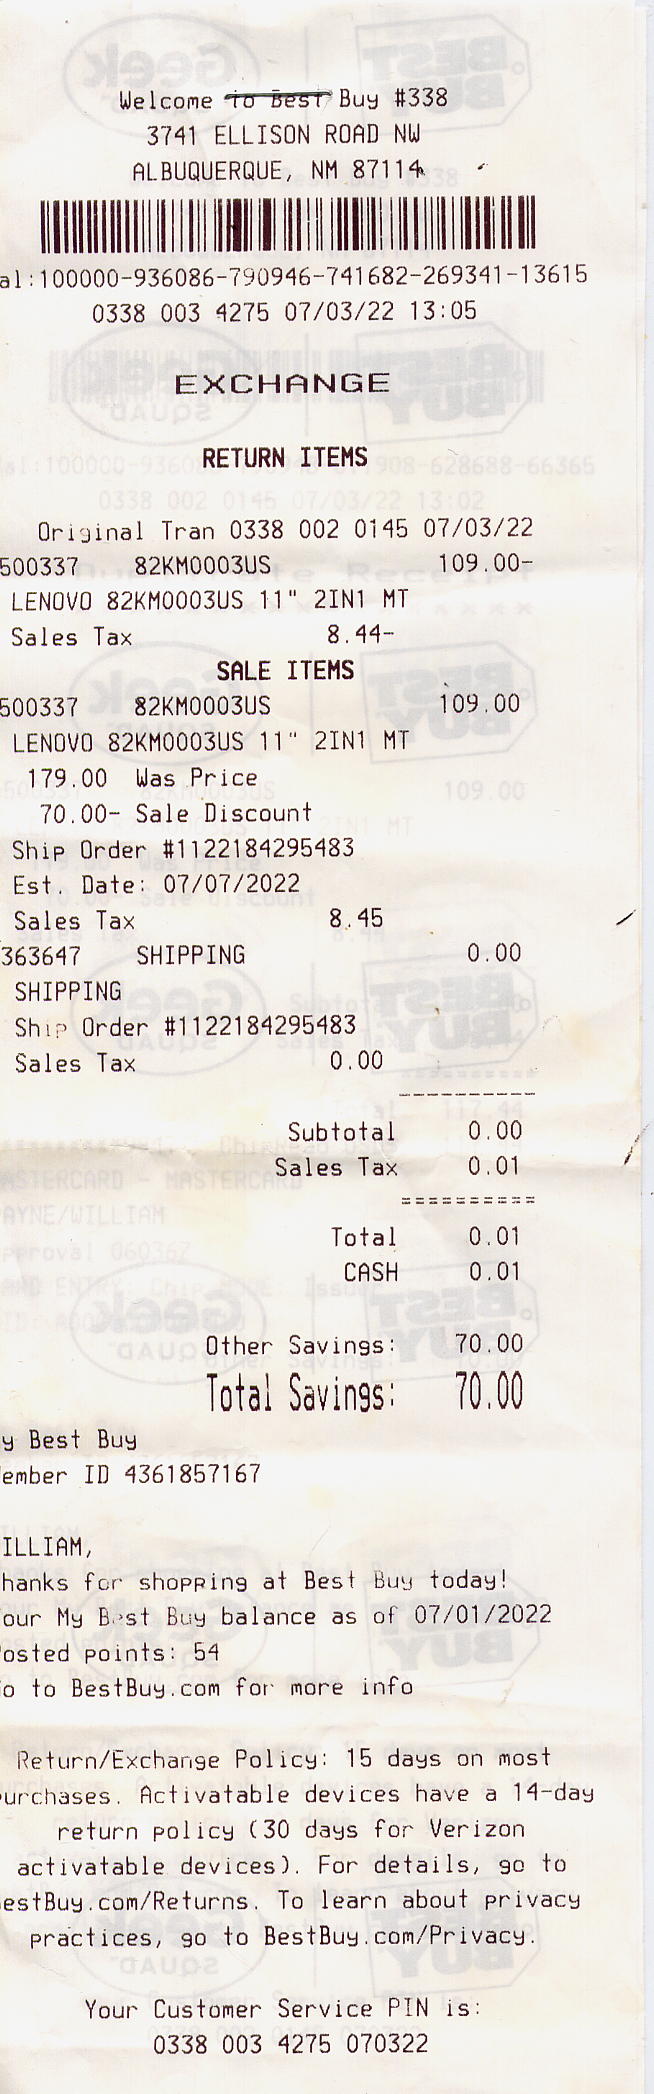 Welcome to Best Buy #338
3741 ELLISON ROAD NW
ALBUQUERQUE, NM 87114
al:100000-936086-790946-741682-269341-13615
0338 003 4275 07/03/22 13:05
EXCHANGE
RETURN ITEMS
Original Tran 0338 002 0145 07/03/22
500337 82KM0003US 109.00-
LENOVO 82KM0003US 11" 2IN1 MT
Sales Tax 8.44-
SALE ITEMS
500337 82KM0003US 109.00
LENOVO 82KM0003US 11" 2IN1 MT
179.00 Was Price
70.00- Sale Discount
Ship Order #1122184295483
Est. Date: 07/07/2022
Sales Tax 8.45
363647 SHIPPING 0.00
SHIPPING
Ship Order #1122184295483
Sales Tax 0.00
----------
Subtotal 0.00
Sales Tax 0.01
==========
Total 0.01
CASH 0.01
Other Savings: 70.00
Total Savings: 70.00
y Best Buy
ember ID 4361857167
ILLIAM,
hanks for shopping at Best Buy today!
our My Best Buy balance as of 07/01/2022
osted points: 54
o to BestBuy.com for more info
Return/Exchange Policy: 15 days on most
urchases. Activatable devices have a 14-day
return policy (30 days for Verizon
activatable devices). For details, go to
estBuy.com/Returns. To learn about privacy
practices, go to BestBuy.com/Privacy.
Your Customer Service PIN is:
0338 003 4275 070322